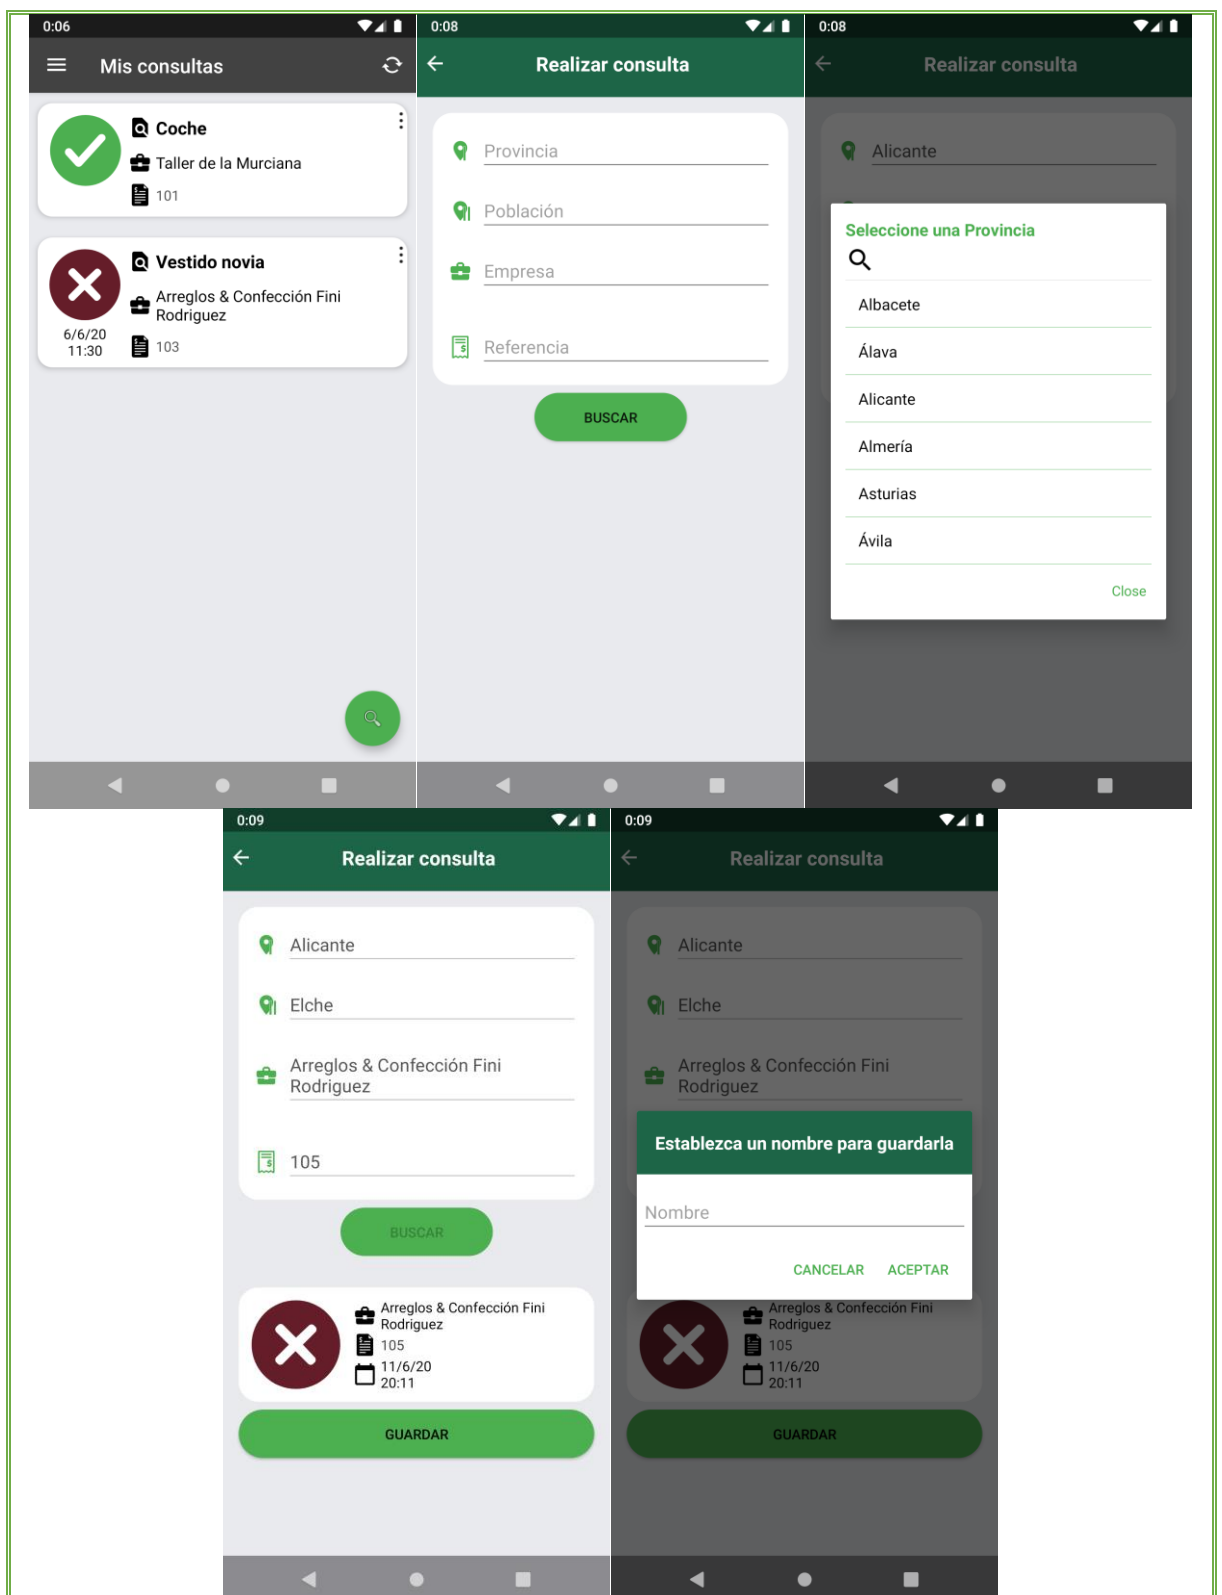 0:06
Mis consultas
Coche
Taller de la Murciana
101
Vestido novia
Arreglos & Confección Fini
Rodriguez
6/6/20
11:30
103
0:08
Realizar consulta
Provincia
Población
Empresa
Referencia
BUSCAR
0:08
Realizar consulta
Alicante
Seleccione una Provincia
Albacete
Álava
Alicante
Almería
Asturias
Ávila
Close
0:09
Realizar consulta
Alicante
Elche
Arreglos & Confección Fini
Rodriguez
105
BUSCAR
Arreglos & Confección Fini
Rodriguez
105
11/6/20
20:11
GUARDAR
0:09
Realizar consulta
Alicante
Elche
Arreglos & Confección Fini
Rodriguez
Establezca un nombre para guardarla
Nombre
CANCELAR ACEPTAR
Arreglos & Confección Fini
Rodriguez
105
11/6/20
20:11
GUARDAR